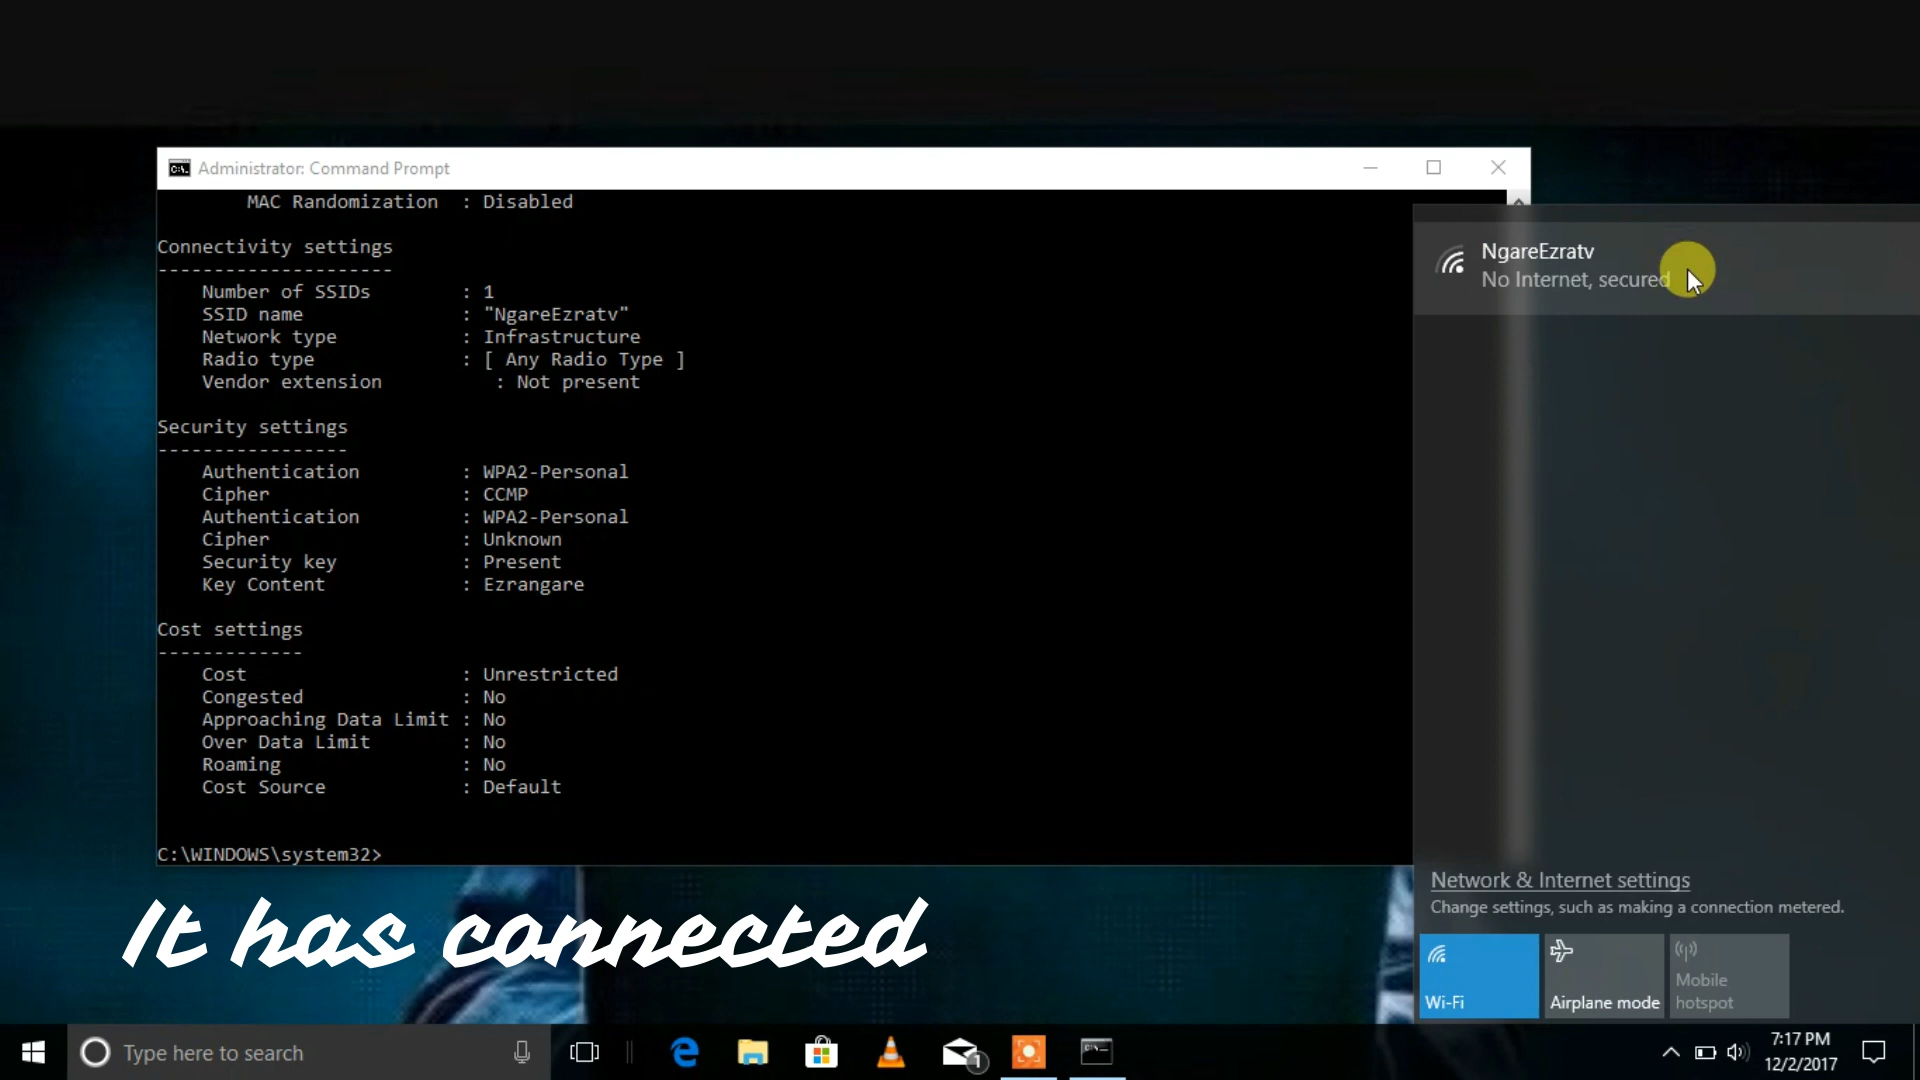 Administrator: Command Prompt
MAC Randomization : Disabled
Connectivity settings
---------------------
Number of SSIDs : 1
SSID name : "NgareEzratv"
Network type : Infrastructure
Radio type : [ Any Radio Type ]
Vendor extension : Not present
Security settings
-----------------
Authentication : WPA2-Personal
Cipher : CCMP
Authentication : WPA2-Personal
Cipher : Unknown
Security key : Present
Key Content : Ezrangare
Cost settings
-------------
Cost : Unrestricted
Congested : No
Approaching Data Limit : No
Over Data Limit : No
Roaming : No
Cost Source : Default
C:\WINDOWS\system32>
NgareEzratv
No Internet, secured
Network & Internet settings
Change settings, such as making a connection metered.
Wi-Fi
Airplane mode
Mobile
hotspot
It has connected
Type here to search
1
7:17 PM
12/2/2017